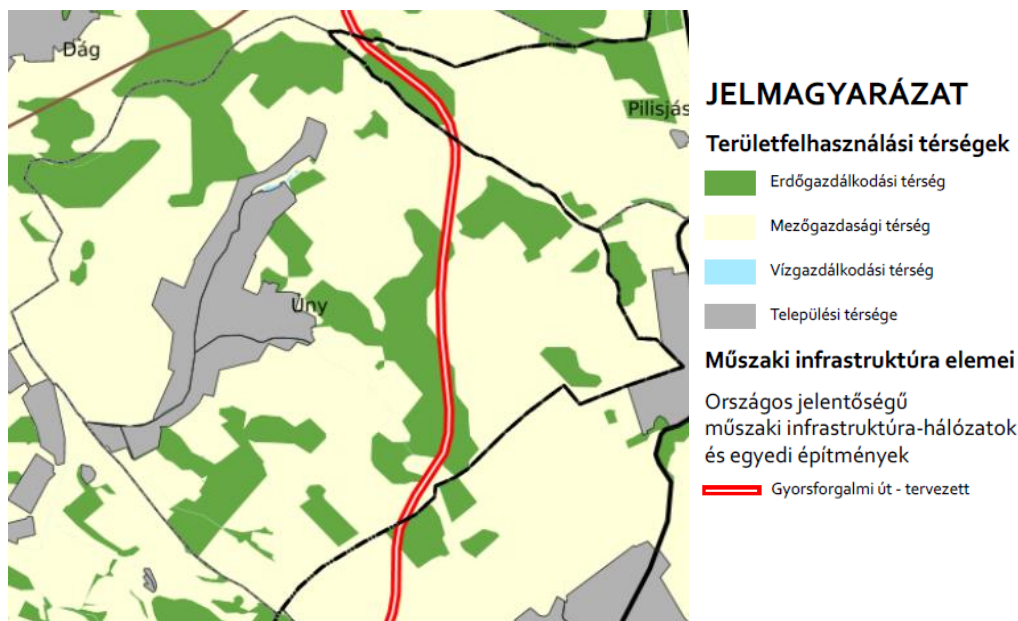 Dág
Pilisjás
Úny
JELMAGYARÁZAT
Területfelhasználási térségek
Erdőgazdálkodási térség
Mezőgazdasági térség
Vízgazdálkodási térség
Települési térsége
Műszaki infrastruktúra elemei
Országos jelentőségű
műszaki infrastruktúra-hálózatok
és egyedi építmények
Gyorsforgalmi út - tervezett